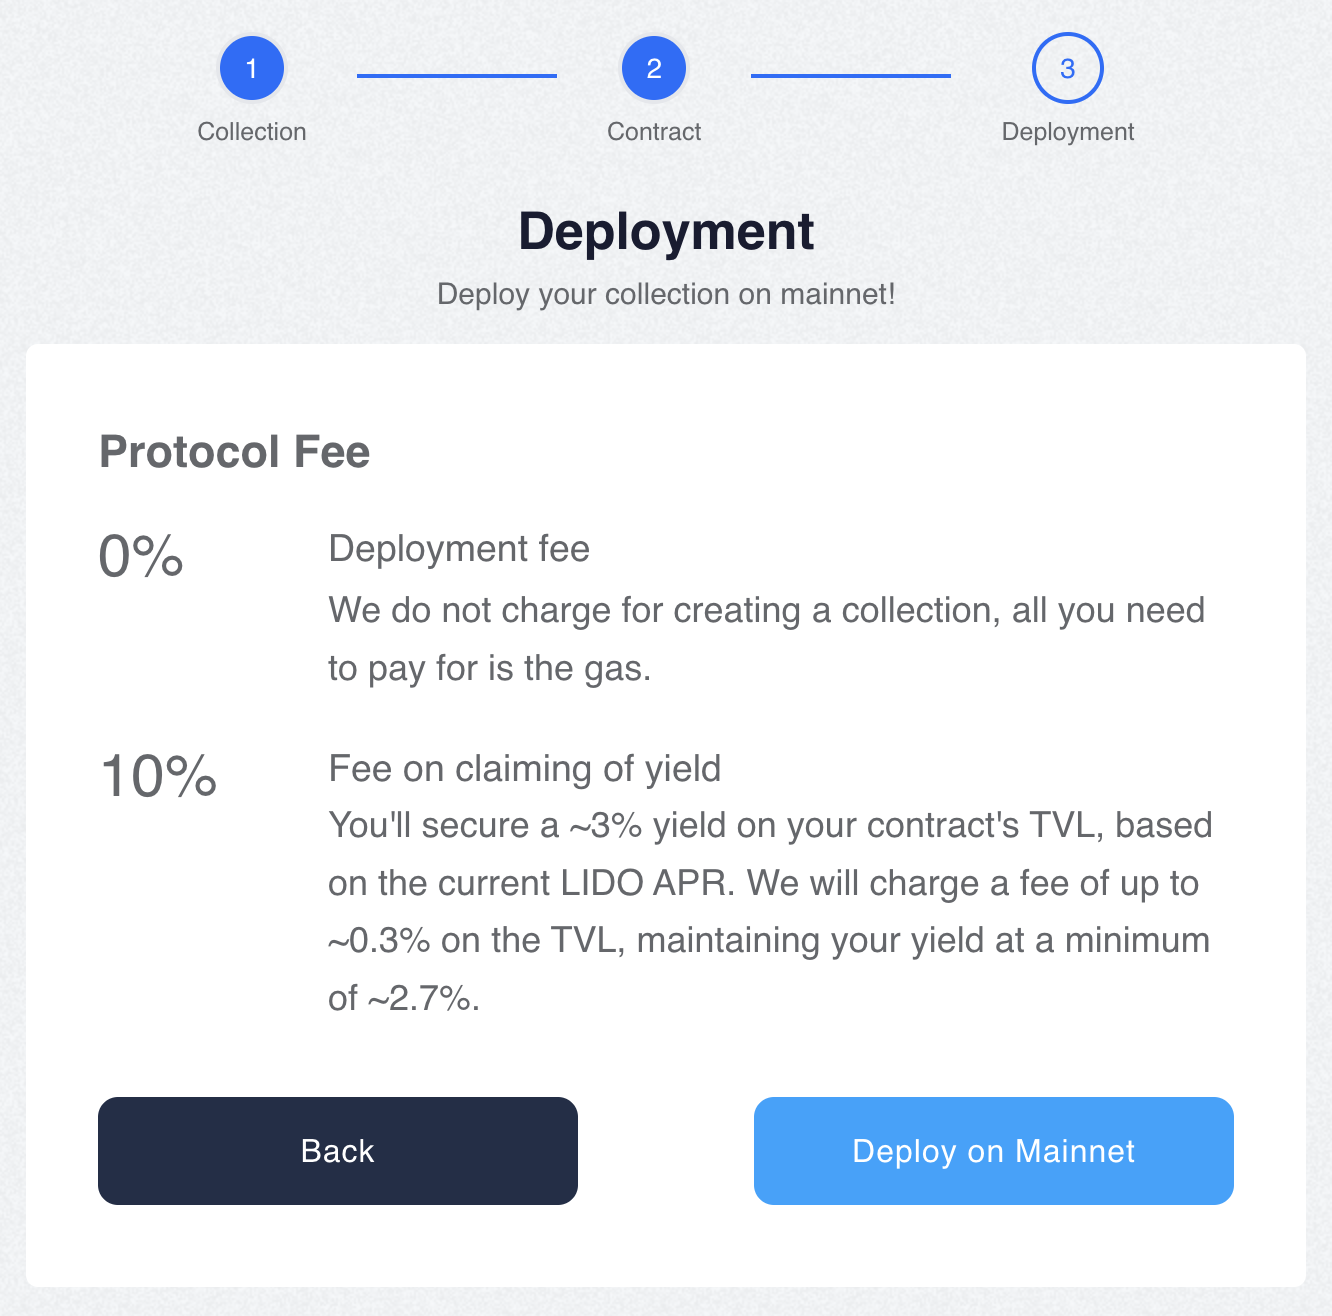 1
2
3
Collection
Contract
Deployment
Deployment
Deploy your collection on mainnet!
Protocol Fee
0%
Deployment fee
We do not charge for creating a collection, all you need
to pay for is the gas.
10%
Fee on claiming of yield
You'll secure a ~3% yield on your contract's TVL, based
on the current LIDO APR. We will charge a fee of up to
~0.3% on the TVL, maintaining your yield at a minimum
of ~2.7%.
Back
Deploy on Mainnet